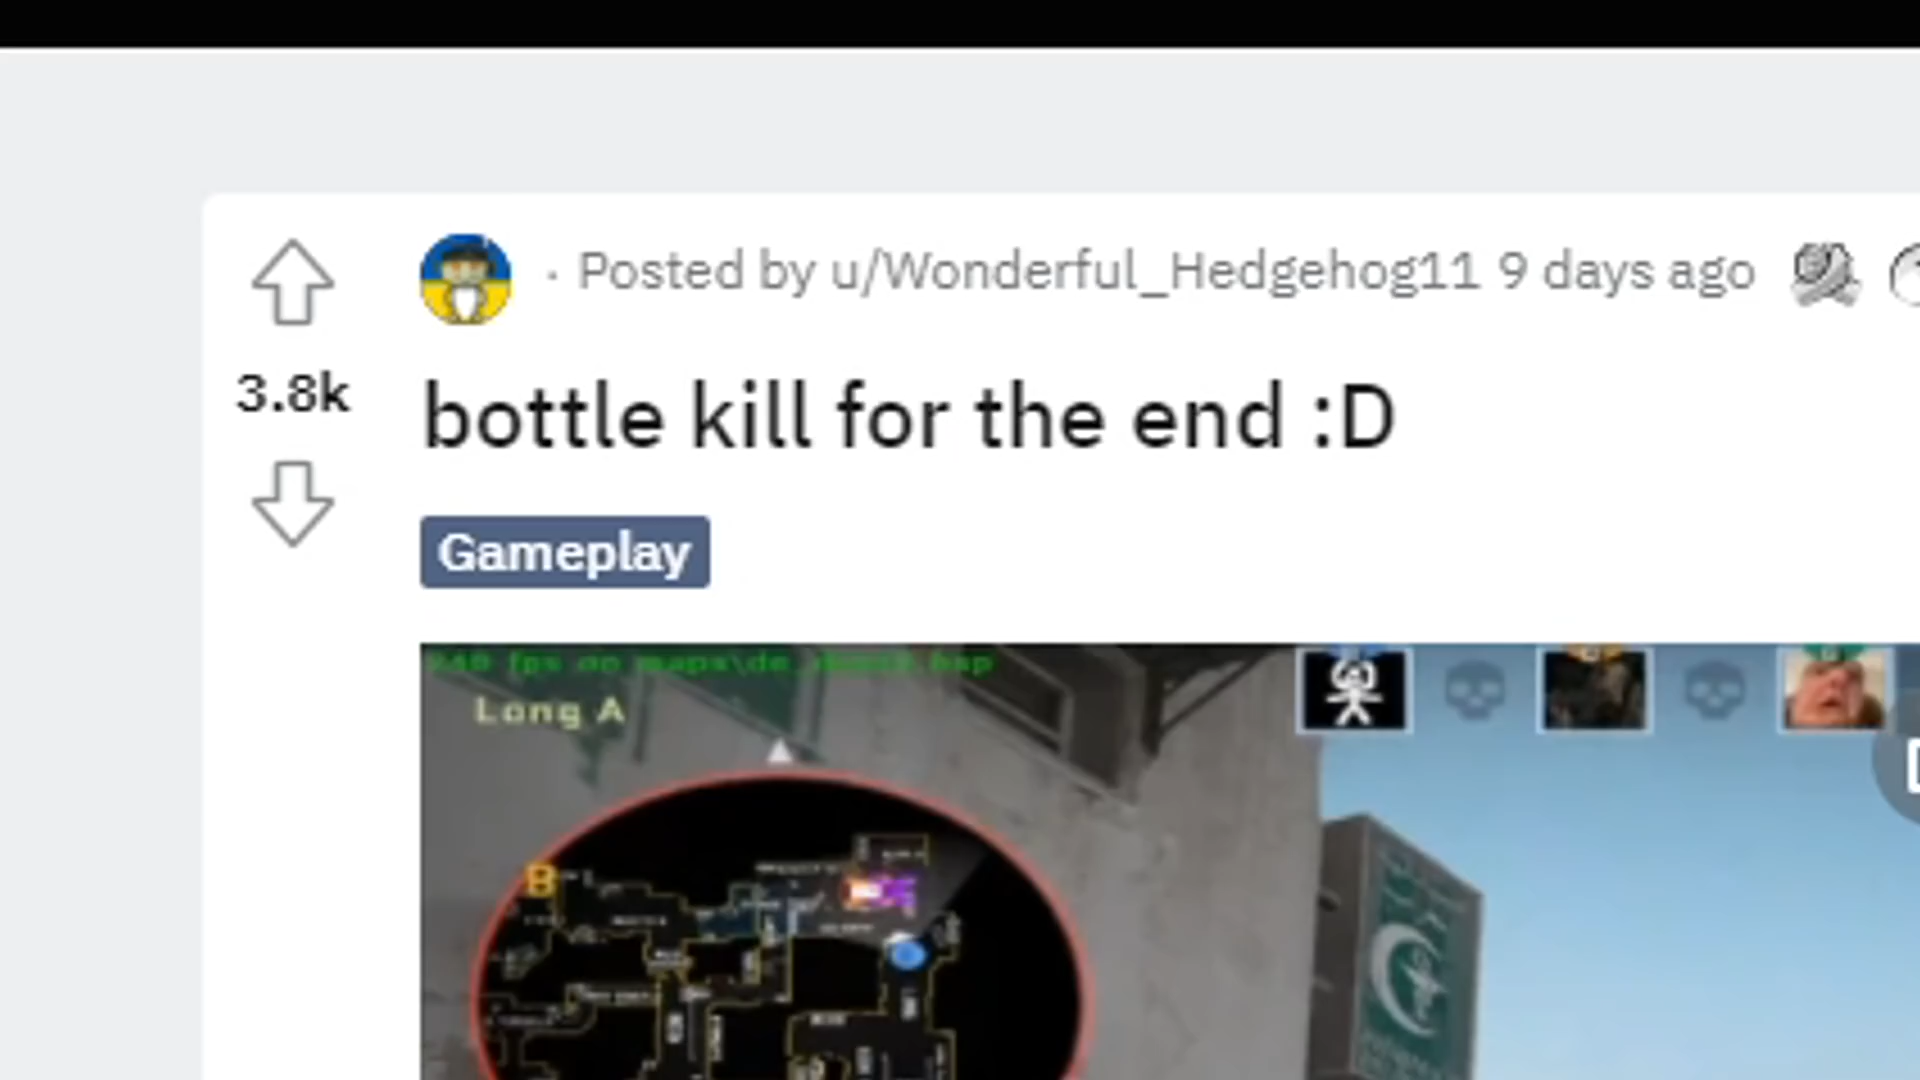 · Posted by u/Wonderful_Hedgehog11 9 days ago
3.8k
bottle kill for the end :D
Gameplay
Long A
B